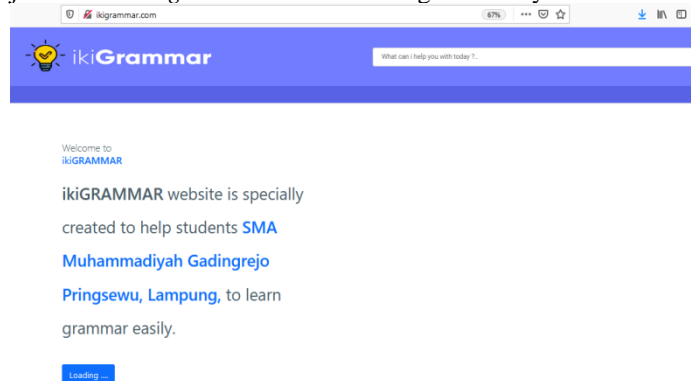 ikigrammar.com
67%
ikiGrammar
What can i help you with today ?..
Welcome to
ikiGRAMMAR
ikiGRAMMAR website is specially
created to help students SMA
Muhammadiyah Gadingrejo
Pringsewu, Lampung, to learn
grammar easily.
Loading ....